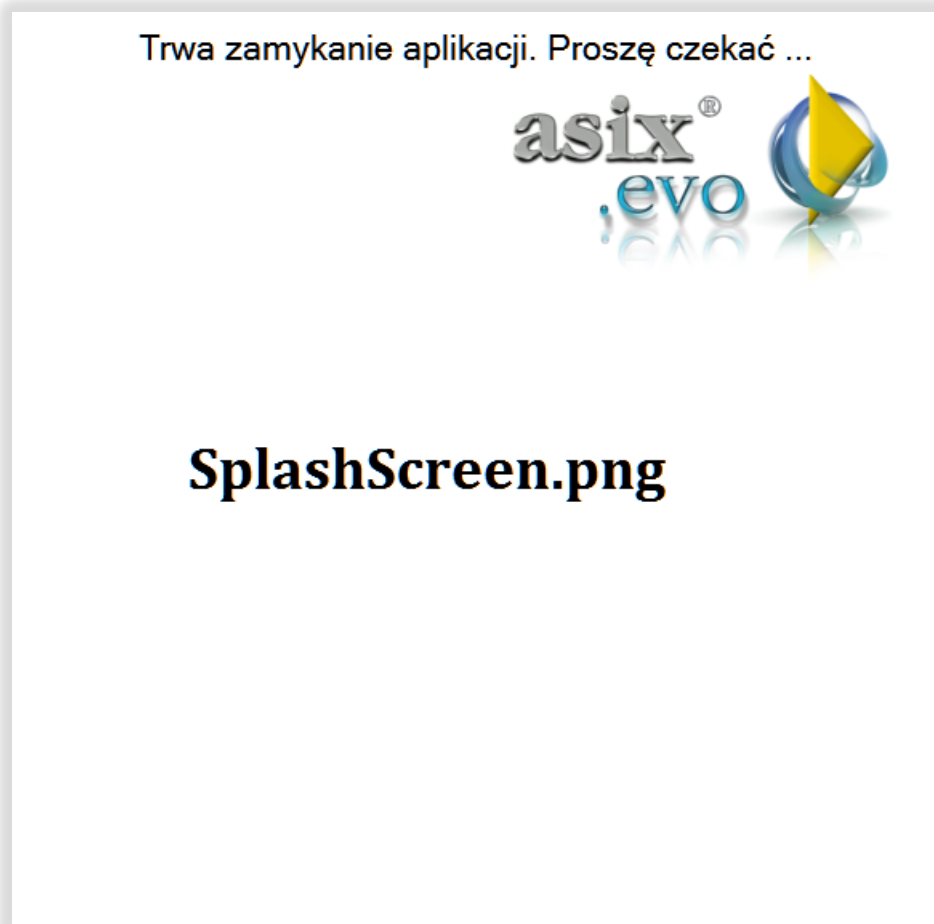 Trwa zamykanie aplikacji. Proszę czekać ...
asix®
.evo
SplashScreen.png